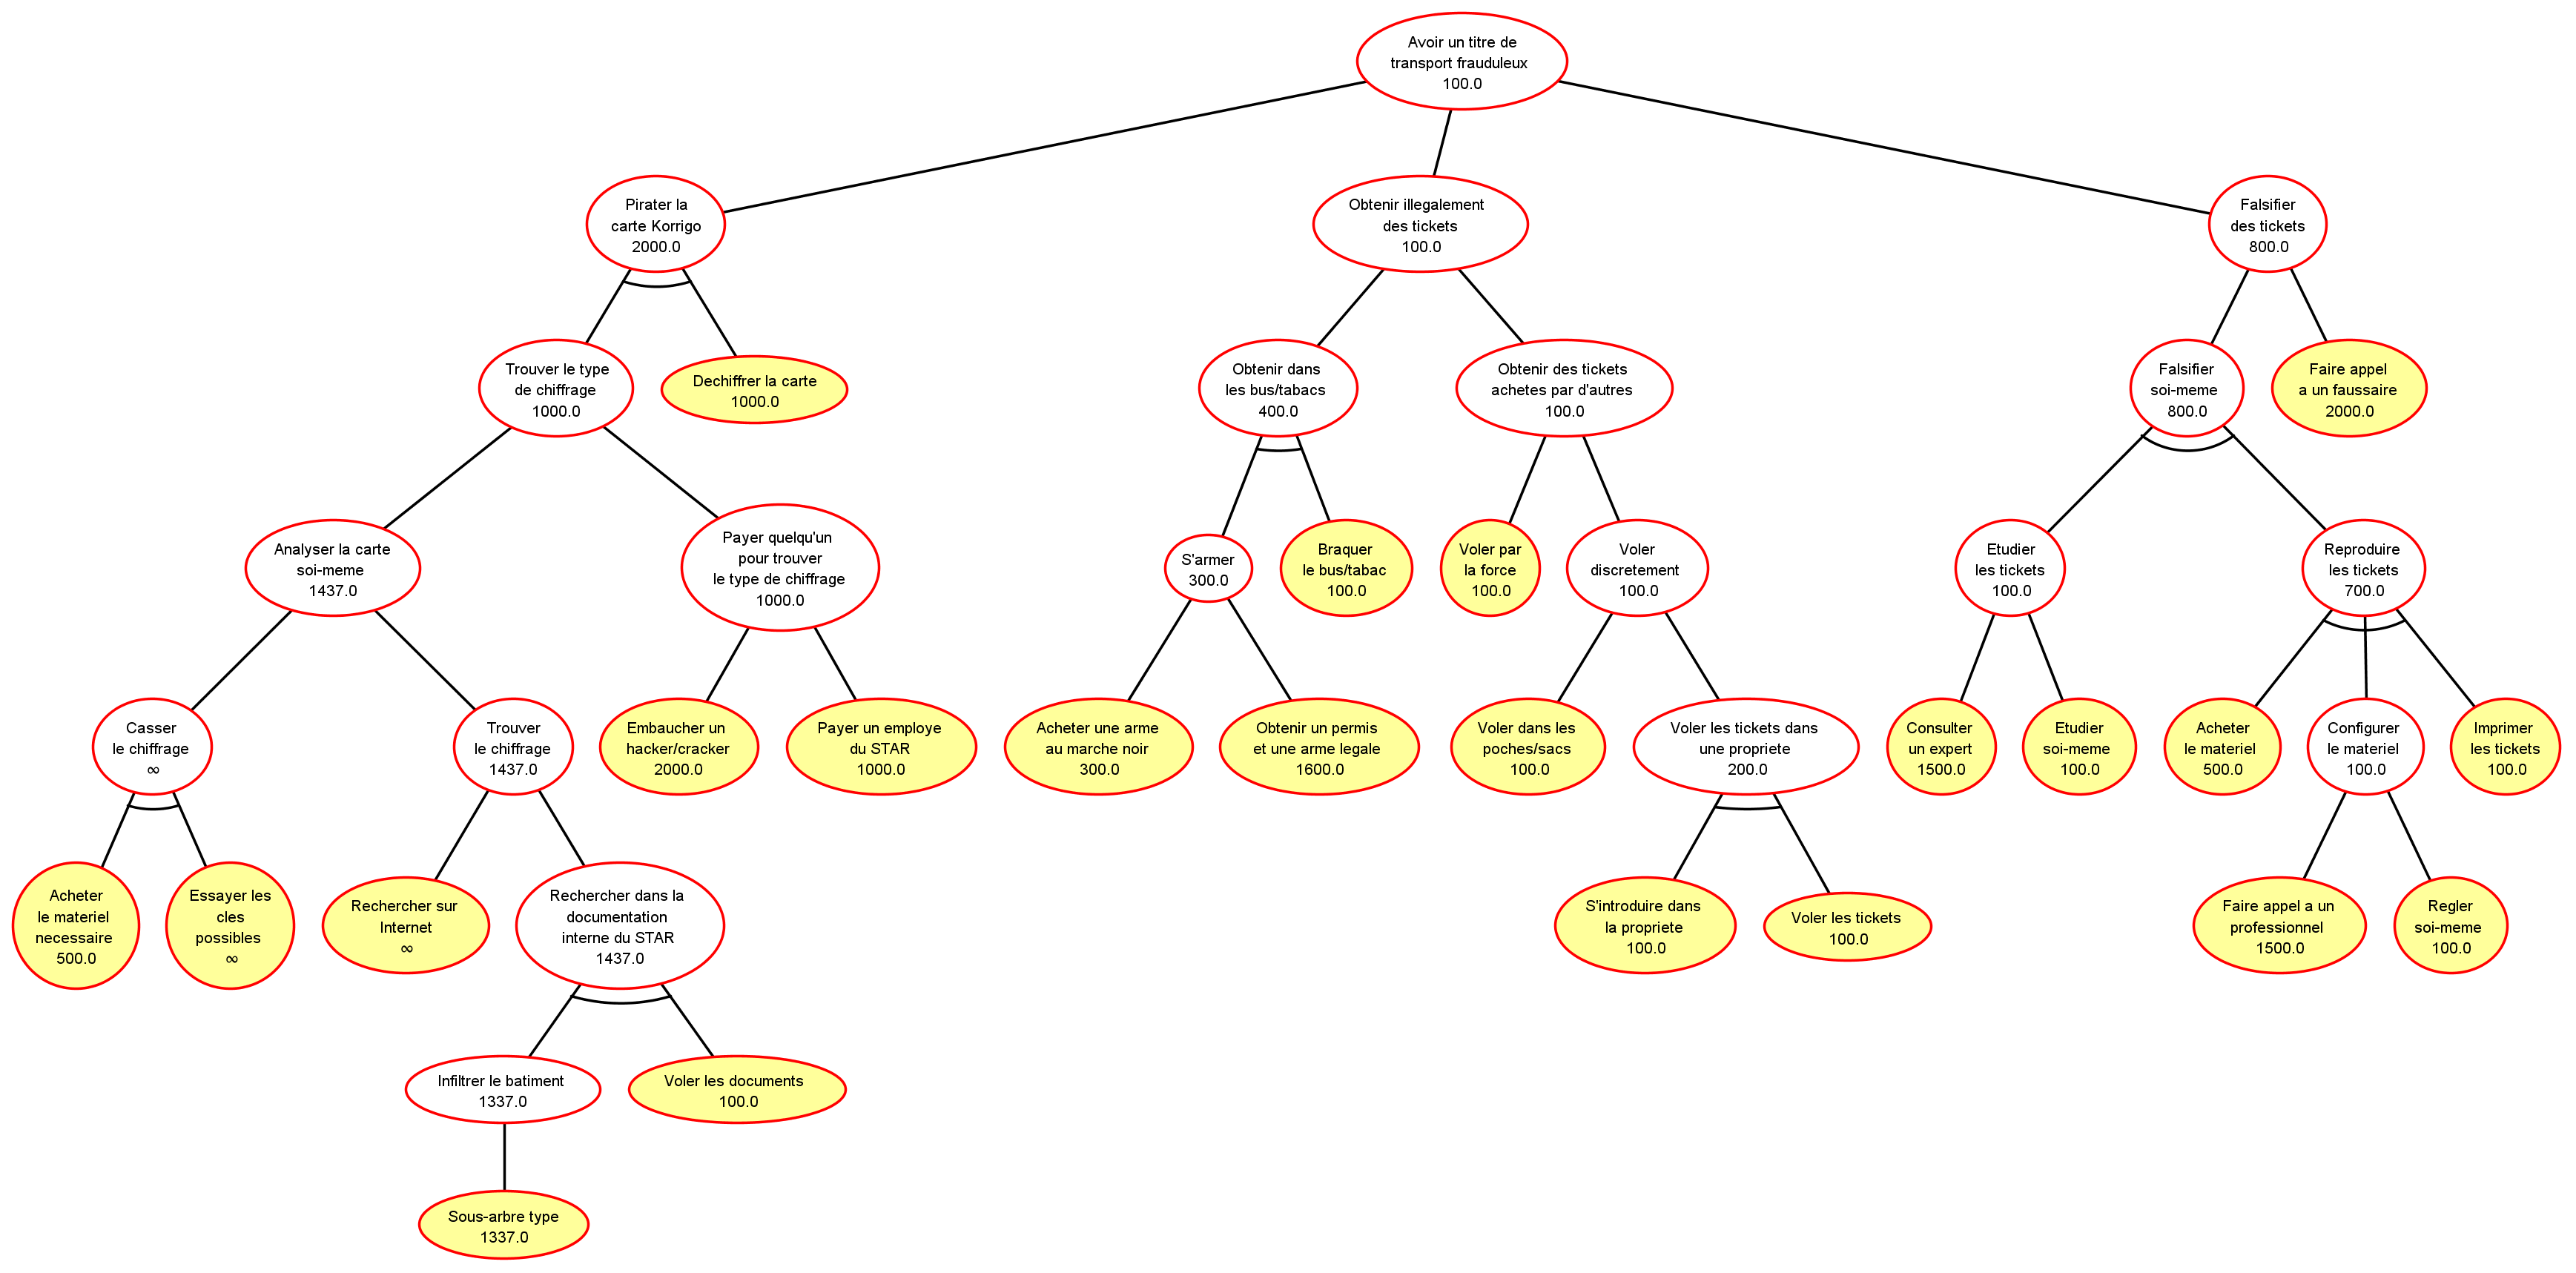 Avoir un titre de
transport frauduleux
100.0
Pirater la
carte Korrigo
2000.0
Obtenir illegalement
des tickets
100.0
Falsifier
des tickets
800.0
Trouver le type
de chiffrage
1000.0
Dechiffrer la carte
1000.0
Obtenir dans
les bus/tabacs
400.0
Obtenir des tickets
achetes par d'autres
100.0
Falsifier
soi-meme
800.0
Faire appel
a un faussaire
2000.0
Analyser la carte
soi-meme
1437.0
Payer quelqu'un
pour trouver
le type de chiffrage
1000.0
S'armer
300.0
Braquer
le bus/tabac
100.0
Voler par
la force
100.0
Voler
discretement
100.0
Etudier
les tickets
100.0
Reproduire
les tickets
700.0
Casser
le chiffrage
∞
Trouver
le chiffrage
1437.0
Embaucher un
hacker/cracker
2000.0
Payer un employe
du STAR
1000.0
Acheter une arme
au marche noir
300.0
Obtenir un permis
et une arme legale
1600.0
Voler dans les
poches/sacs
100.0
Voler les tickets dans
une propriete
200.0
Consulter
un expert
1500.0
Etudier
soi-meme
100.0
Acheter
le materiel
500.0
Configurer
le materiel
100.0
Imprimer
les tickets
100.0
Acheter
le materiel
necessaire
500.0
Essayer les
cles
possibles
∞
Rechercher sur
Internet
∞
Rechercher dans la
documentation
interne du STAR
1437.0
S'introduire dans
la propriete
100.0
Voler les tickets
100.0
Faire appel a un
professionnel
1500.0
Regler
soi-meme
100.0
Infiltrer le batiment
1337.0
Voler les documents
100.0
Sous-arbre type
1337.0